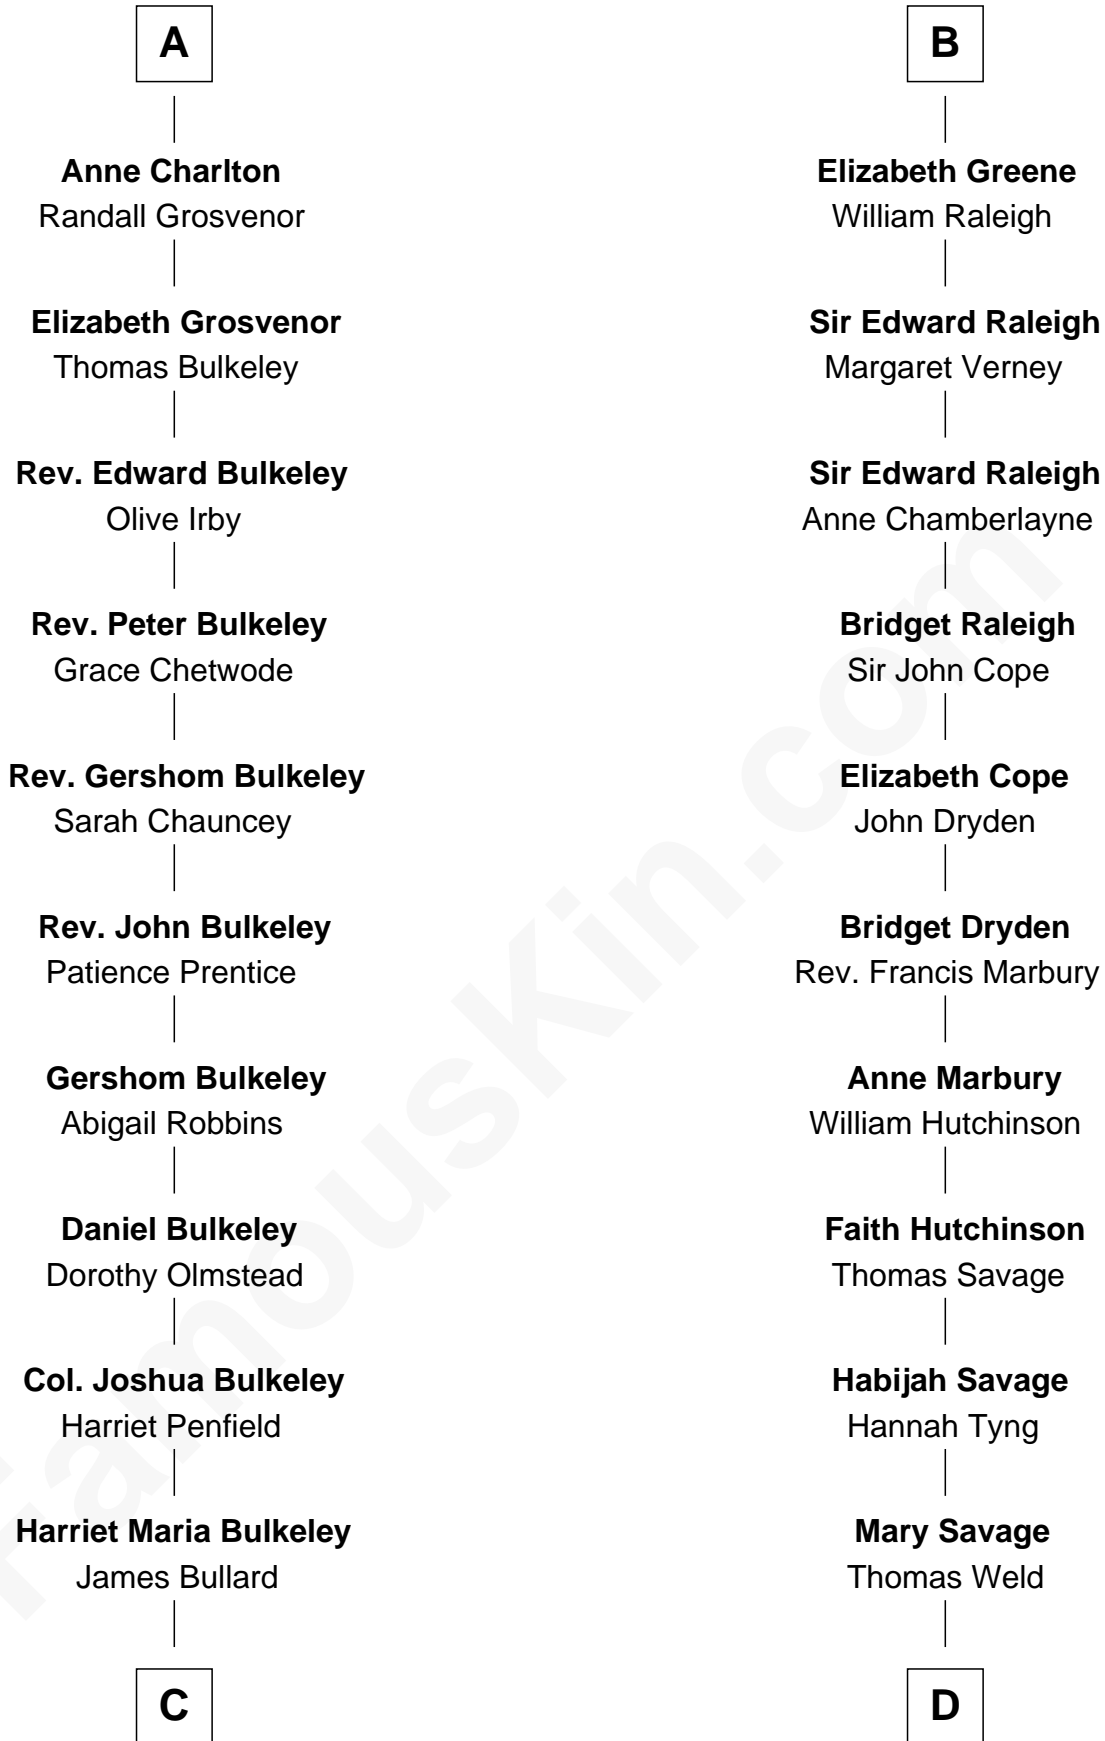 A
Anne Charlton
Randall Grosvenor
Elizabeth Grosvenor
Thomas Bulkeley
Rev. Edward Bulkeley
Olive Irby
Rev. Peter Bulkeley
Grace Chetwode
Rev. Gershom Bulkeley
Sarah Chauncey
Rev. John Bulkeley
Patience Prentice
Gershom Bulkeley
Abigail Robbins
Daniel Bulkeley
Dorothy Olmstead
Col. Joshua Bulkeley
Harriet Penfield
Harriet Maria Bulkeley
James Bullard
C
B
Elizabeth Greene
William Raleigh
Sir Edward Raleigh
Margaret Verney
Sir Edward Raleigh
Anne Chamberlayne
Bridget Raleigh
Sir John Cope
Elizabeth Cope
John Dryden
Bridget Dryden
Rev. Francis Marbury
Anne Marbury
William Hutchinson
Faith Hutchinson
Thomas Savage
Habijah Savage
Hannah Tyng
Mary Savage
Thomas Weld
D
FamousKin.com